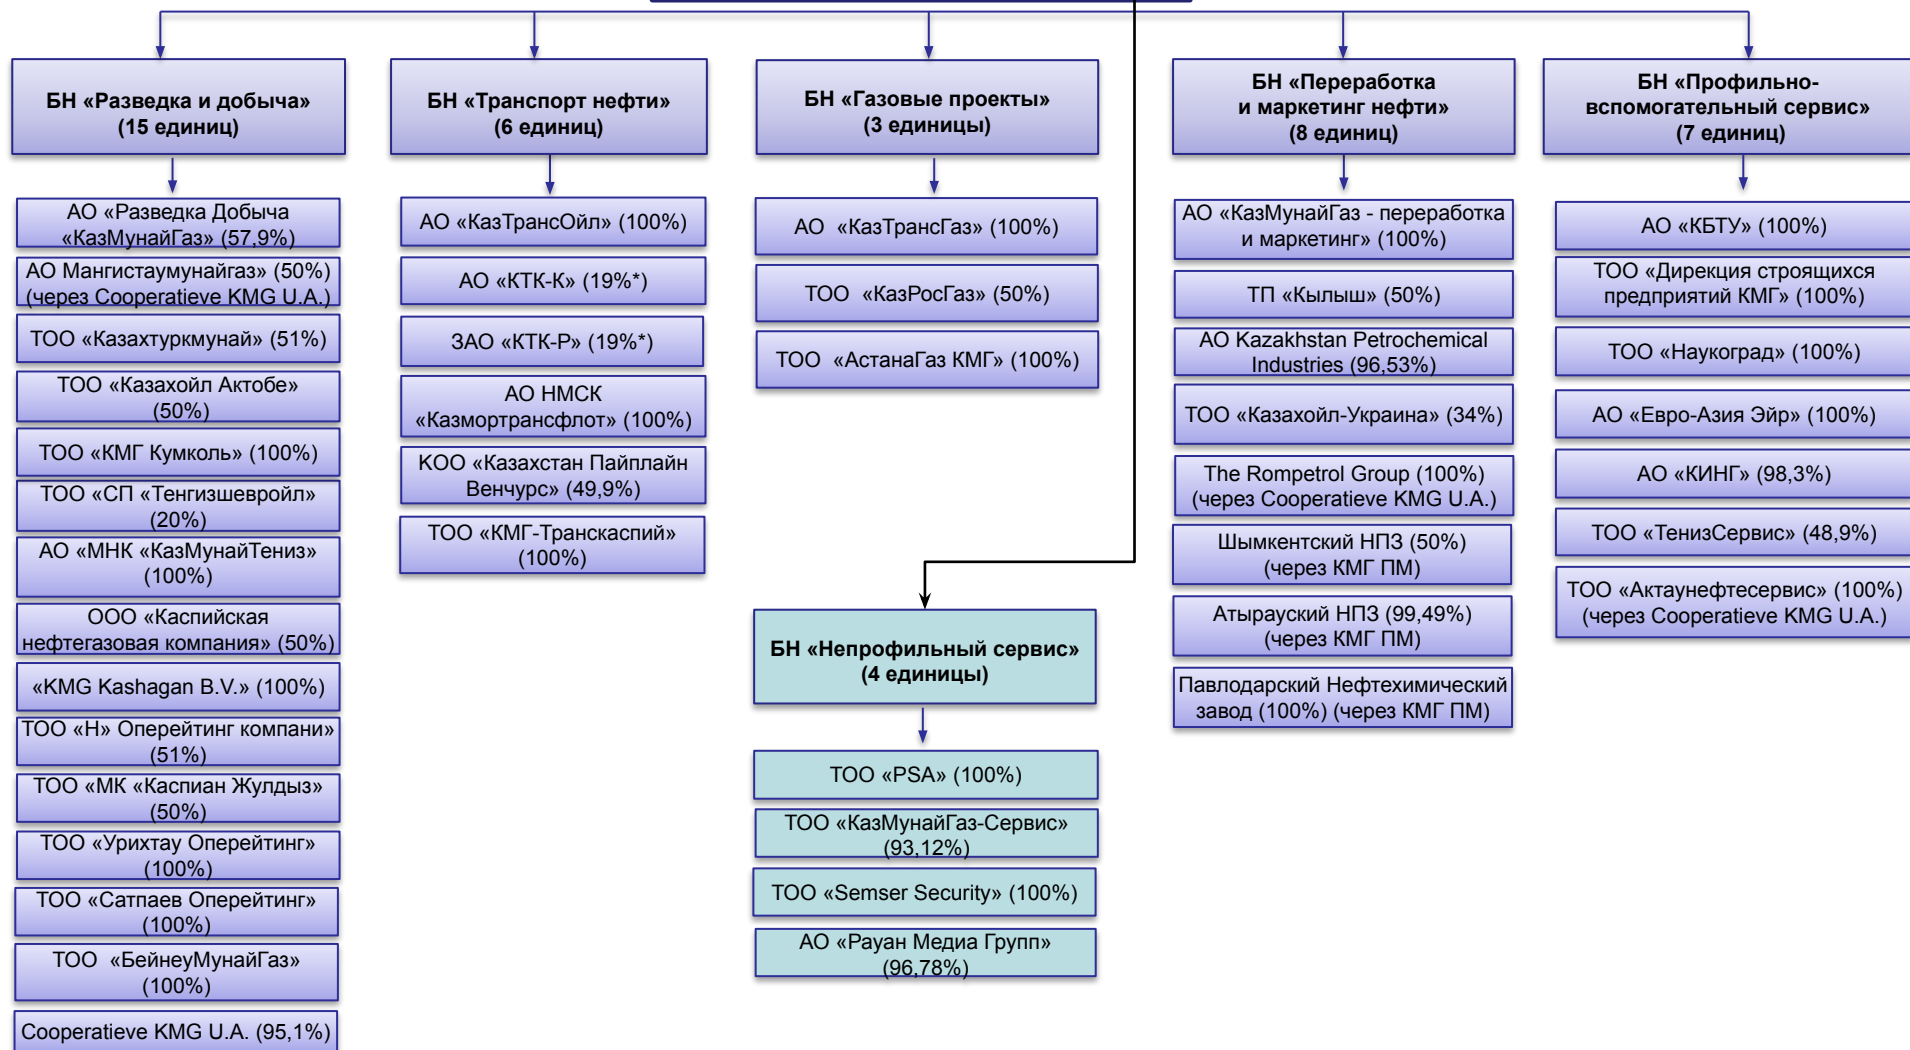 БН «Разведка и добыча»
(15 единиц)
АО «Разведка Добыча
«КазМунайГаз» (57,9%)
АО Мангистаумунайгаз» (50%)
(через Cooperatieve KMG U.A.)
ТОО «Казахтуркмунай» (51%)
ТОО «Казахойл Актобе»
(50%)
ТОО «КМГ Кумколь» (100%)
ТОО «СП «Тенгизшевройл»
(20%)
АО «МНК «КазМунайТениз»
(100%)
ООО «Каспийская
нефтегазовая компания» (50%)
«KMG Kashagan B.V.» (100%)
ТОО «Н» Оперейтинг компани»
(51%)
ТОО «МК «Каспиан Жулдыз»
(50%)
ТОО «Урихтау Оперейтинг»
(100%)
ТОО «Сатпаев Оперейтинг»
(100%)
ТОО «БейнеуМунайГаз»
(100%)
Cooperatieve KMG U.A. (95,1%)
БН «Транспорт нефти»
(6 единиц)
АО «КазТрансОйл» (100%)
АО «КТК-К» (19%*)
ЗАО «КТК-Р» (19%*)
АО НМСК
«Казмортрансфлот» (100%)
КОО «Казахстан Пайплайн
Венчурс» (49,9%)
ТОО «КМГ-Транскаспий»
(100%)
БН «Газовые проекты»
(3 единицы)
АО «КазТрансГаз» (100%)
ТОО «КазРосГаз» (50%)
ТОО «АстанаГаз КМГ» (100%)
БН «Непрофильный сервис»
(4 единицы)
ТОО «PSA» (100%)
ТОО «КазМунайГаз-Сервис»
(93,12%)
ТОО «Semser Security» (100%)
АО «Рауан Медиа Групп»
(96,78%)
БН «Переработка
и маркетинг нефти»
(8 единиц)
АО «КазМунайГаз - переработка
и маркетинг» (100%)
ТП «Кылыш» (50%)
АО Kazakhstan Petrochemical
Industries (96,53%)
ТОО «Казахойл-Украина» (34%)
The Rompetrol Group (100%)
(через Cooperatieve KMG U.A.)
Шымкентский НПЗ (50%)
(через КМГ ПМ)
Атырауский НПЗ (99,49%)
(через КМГ ПМ)
Павлодарский Нефтехимический
завод (100%) (через КМГ ПМ)
БН «Профильно-
вспомогательный сервис»
(7 единиц)
АО «КБТУ» (100%)
ТОО «Дирекция строящихся
предприятий КМГ» (100%)
ТОО «Наукоград» (100%)
АО «Евро-Азия Эйр» (100%)
АО «КИНГ» (98,3%)
ТОО «ТенизСервис» (48,9%)
ТОО «Актаунефтесервис» (100%)
(через Cooperatieve KMG U.A.)